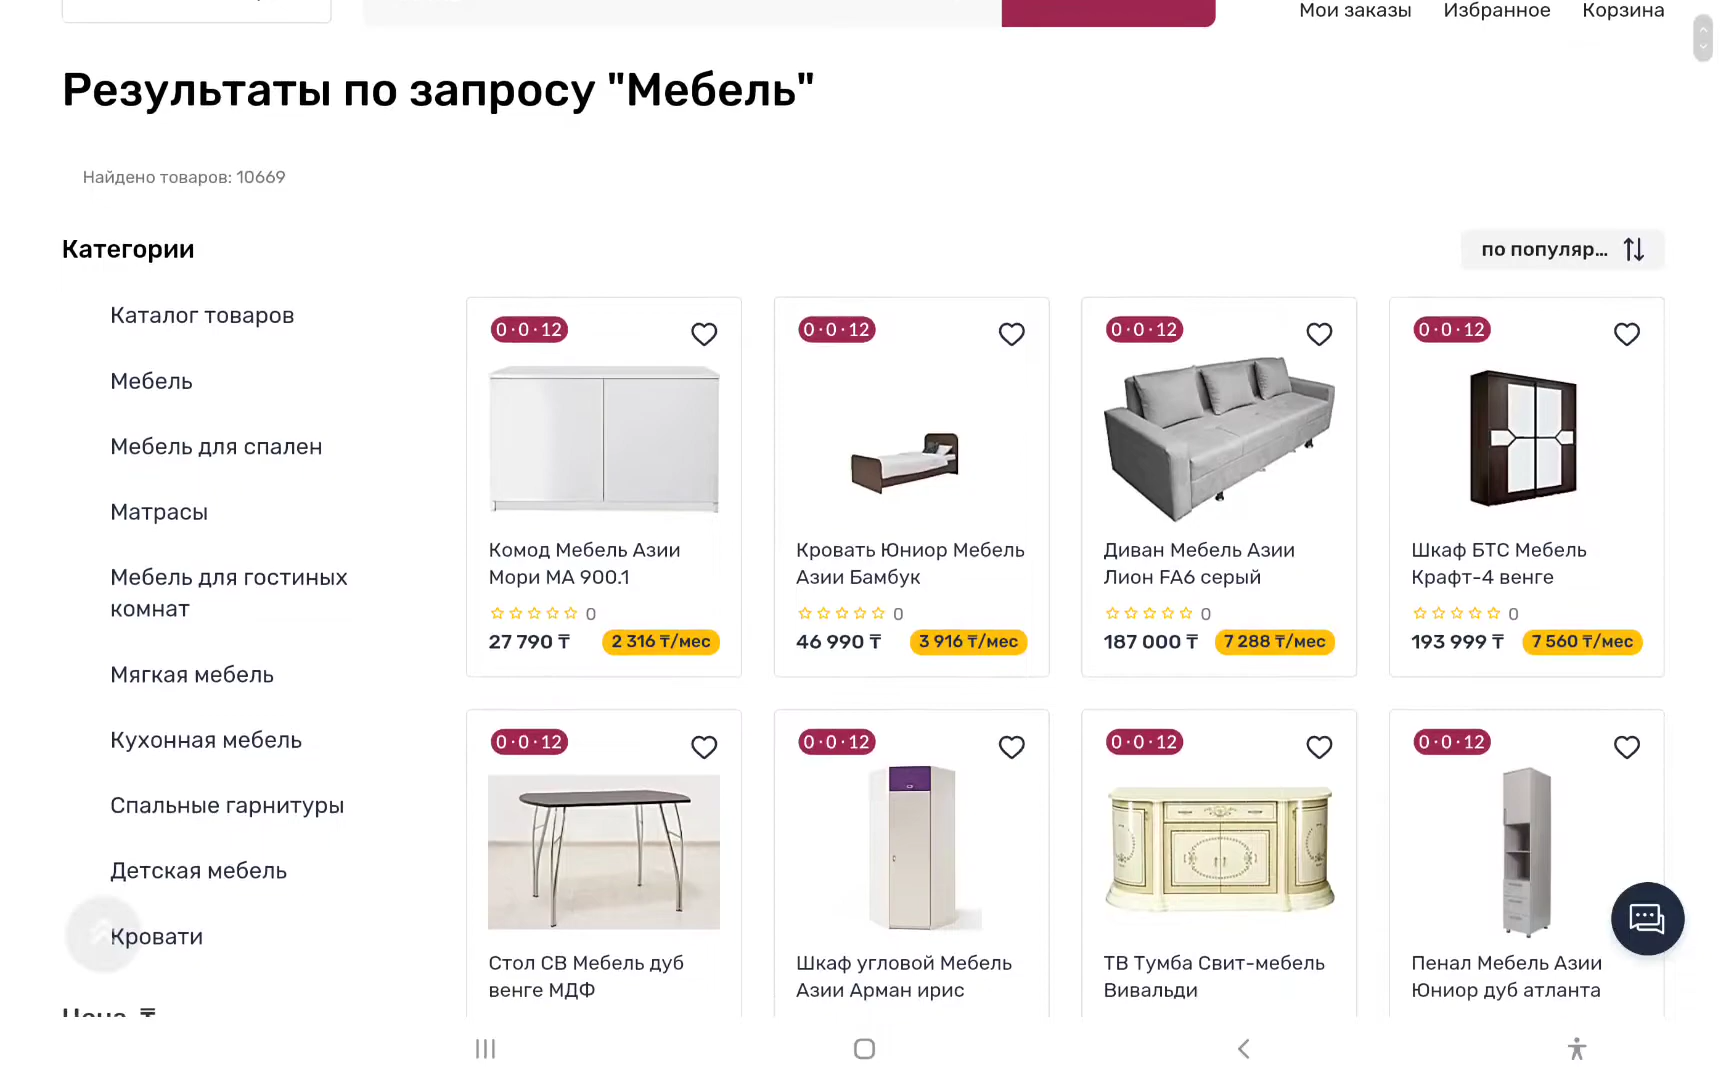 Мои заказы Избранное Корзина
Результаты по запросу "Мебель"
Найдено товаров: 10669
Категории
по популяр...
Каталог товаров
Мебель
Мебель для спален
Матрасы
Мебель для гостиных
комнат
Мягкая мебель
Кухонная мебель
Спальные гарнитуры
Детская мебель
Кровати
0·0·12
Комод Мебель Азии
Мори МА 900.1
0
27 790 ₸ 2 316 ₸/мес
0·0·12
Кровать Юниор Мебель
Азии Бамбук
0
46 990 ₸ 3 916 ₸/мес
0·0·12
Диван Мебель Азии
Лион FA6 серый
0
187 000 ₸ 7 288 ₸/мес
0·0·12
Шкаф БТС Мебель
Крафт-4 венге
0
193 999 ₸ 7 560 ₸/мес
0·0·12
Стол СВ Мебель дуб
венге МДФ
0·0·12
Шкаф угловой Мебель
Азии Арман ирис
0·0·12
ТВ Тумба Свит-мебель
Вивальди
0·0·12
Пенал Мебель Азии
Юниор дуб атланта